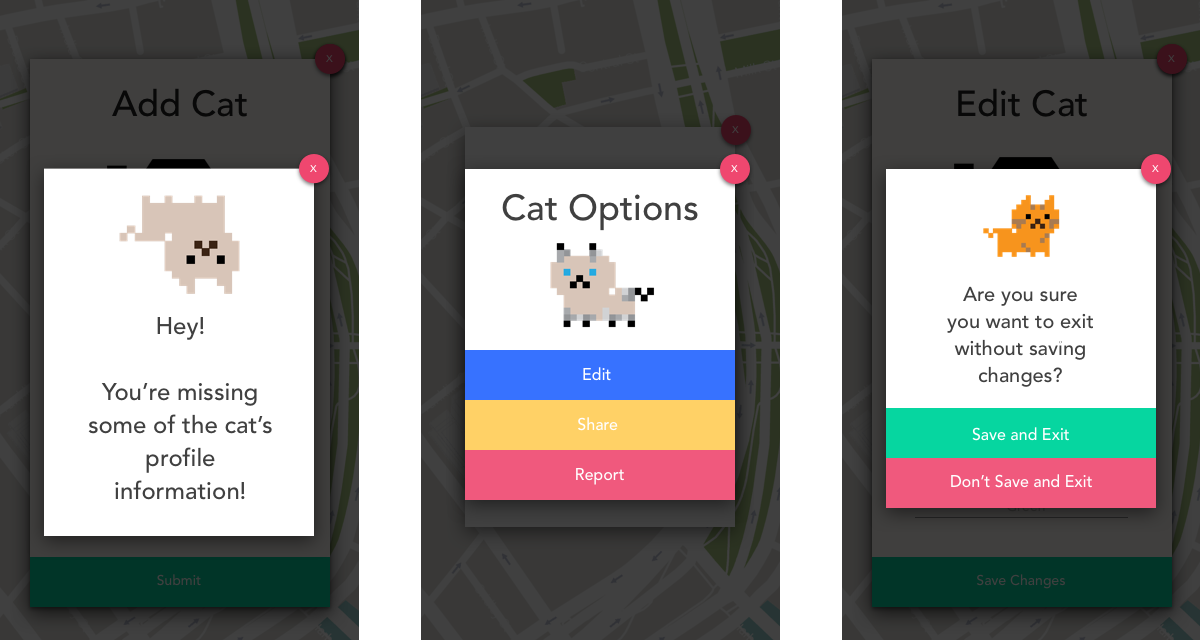 x
Add Cat
x
Hey!
You're missing
some of the cat's
profile
information!
Submit
x
x
Cat Options
Edit
Share
Report
x
Edit Cat
x
Are you sure
you want to exit
without saving
changes?
Save and Exit
Don't Save and Exit
Save Changes